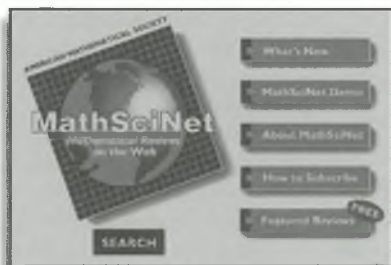 AMERICAN MATHEMATICAL SOCIETY
MathSciNet
Mathematical Reviews
on the Web
SEARCH
What's New
MathSciNet Demo
About MathSciNet
How to Subscribe
Featured Reviews
FREE